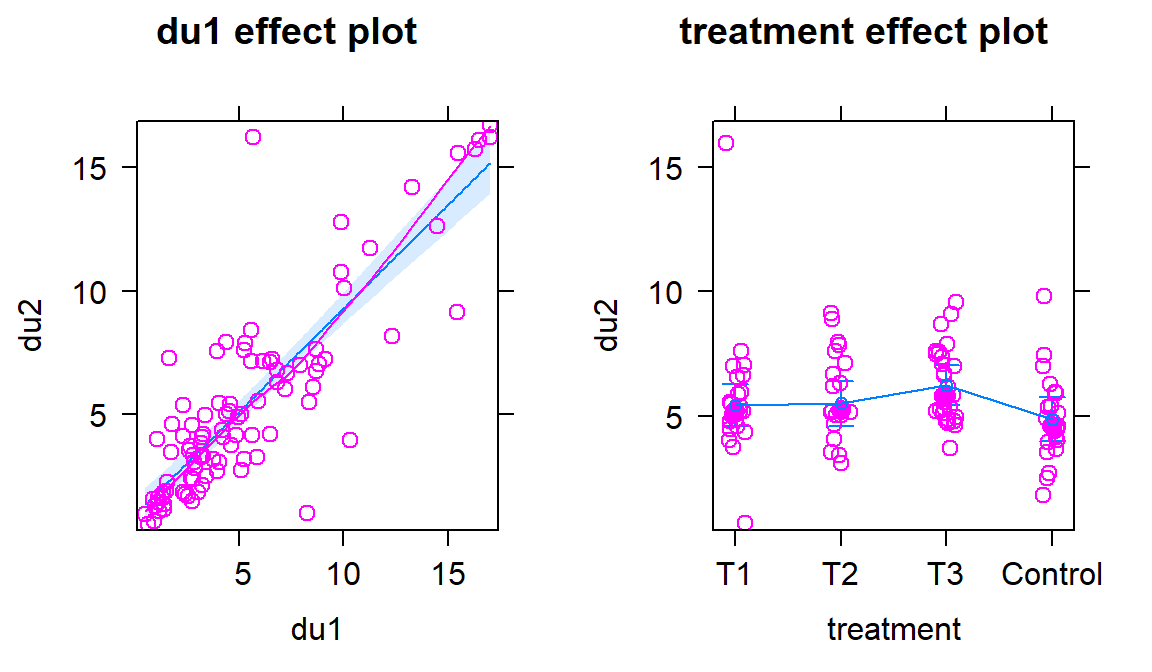 du1 effect plot
du2
15
10
5
5 10 15
du1
treatment effect plot
du2
15
10
5
T1 T2 T3 Control
treatment